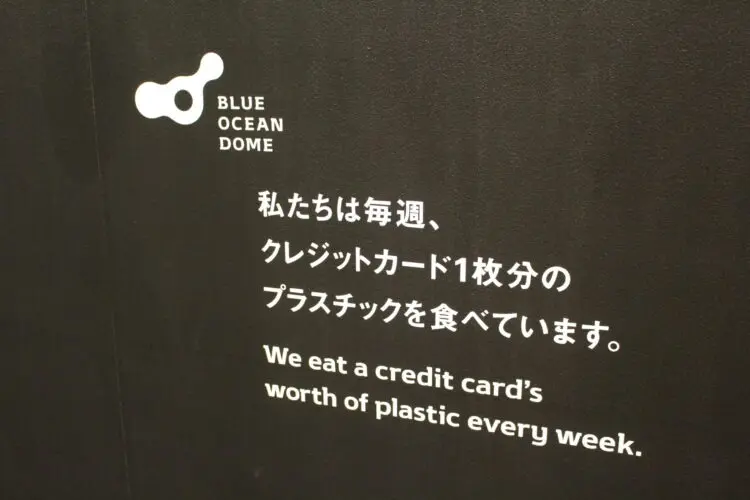 BLUE
OCEAN
DOME
私たちは毎週、
クレジットカード1枚分の
プラスチックを食べています。
We eat a credit card’s
worth of plastic every week.